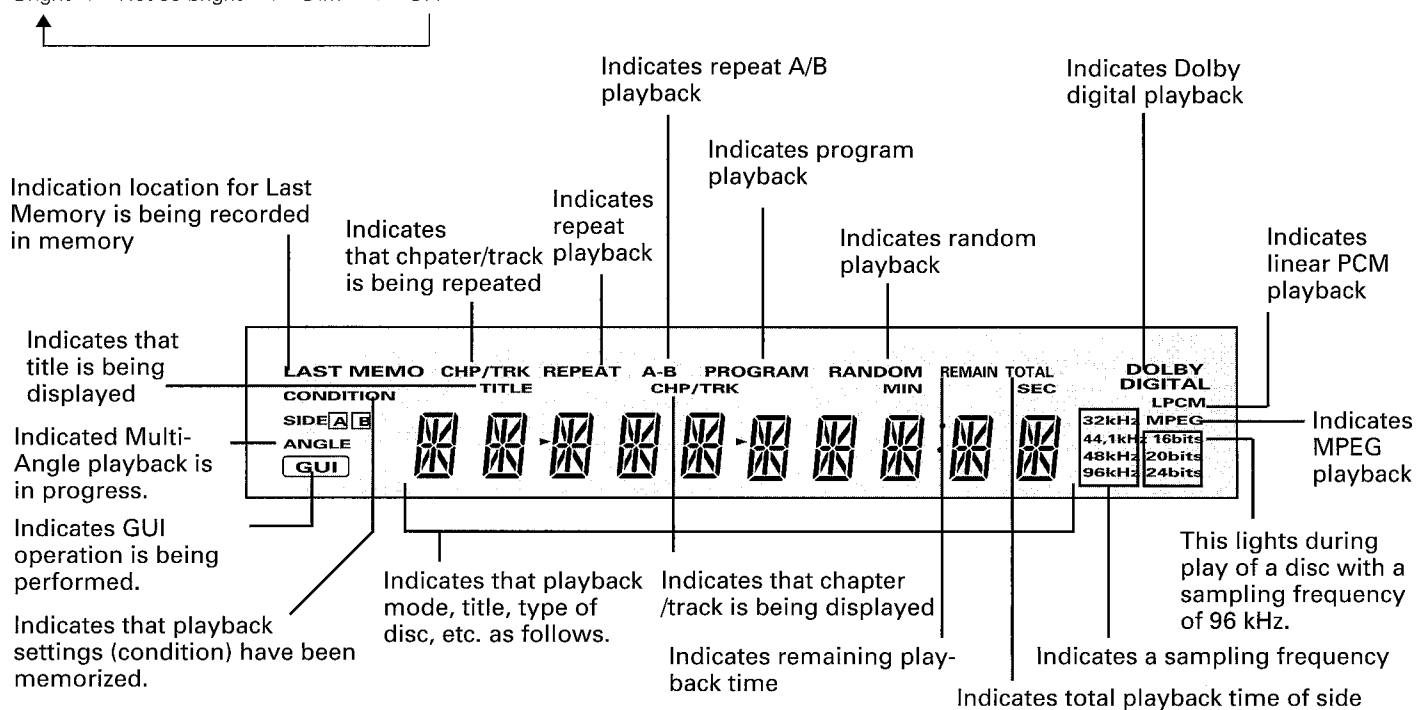 Indicates repeat A/B
playback
Indicates Dolby
digital playback
Indicates program
playback
Indication location for Last
Memory is being recorded
in memory
Indicates
that chpater/track
is being repeated
Indicates
repeat
playback
Indicates random
playback
Indicates
linear PCM
playback
Indicates that
title is being
displayed
LAST MEMO CHP/TRK REPEAT A-B PROGRAM RANDOM REMAIN TOTAL DOLBY
CONDITION TITLE CHP/TRK MIN SEC DIGITAL
LPCM
SIDE A B
32kHz MPEG
ANGLE
44,1kHz 16bits
GUI
48kHz 20bits
96kHz 24bits
Indicated Multi-
Angle playback is
in progress.
Indicates
MPEG
playback
Indicates GUI
operation is being
performed.
Indicates that playback
settings (condition) have been
memorized.
Indicates that playback
mode, title, type of
disc, etc. as follows.
Indicates that chapter
/track is being displayed
Indicates remaining play-
back time
This lights during
play of a disc with a
sampling frequency
of 96 kHz.
Indicates a sampling frequency
Indicates total playback time of side